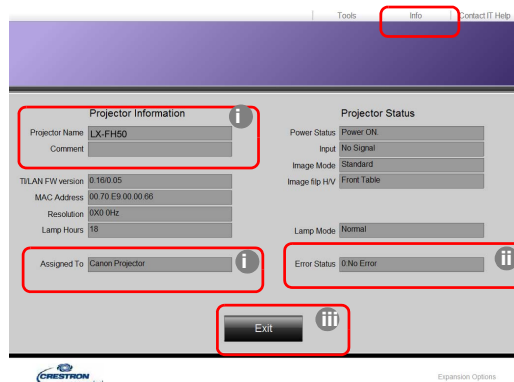 Tools Info Contact IT Help
Projector Information
i
Projector Name LX-FH50
Comment
TI/LAN FW version 0.16/0.05
MAC Address 00.70.E9.00.00.66
Resolution 0X0 0Hz
Lamp Hours 18
Assigned To Canon Projector
i
Projector Status
Power Status Power ON.
Input No Signal
Image Mode Standard
Image filp H/V Front Table
Lamp Mode Normal
Error Status 0:No Error
ii
Exit
iii
CRESTRON
Expansion Options